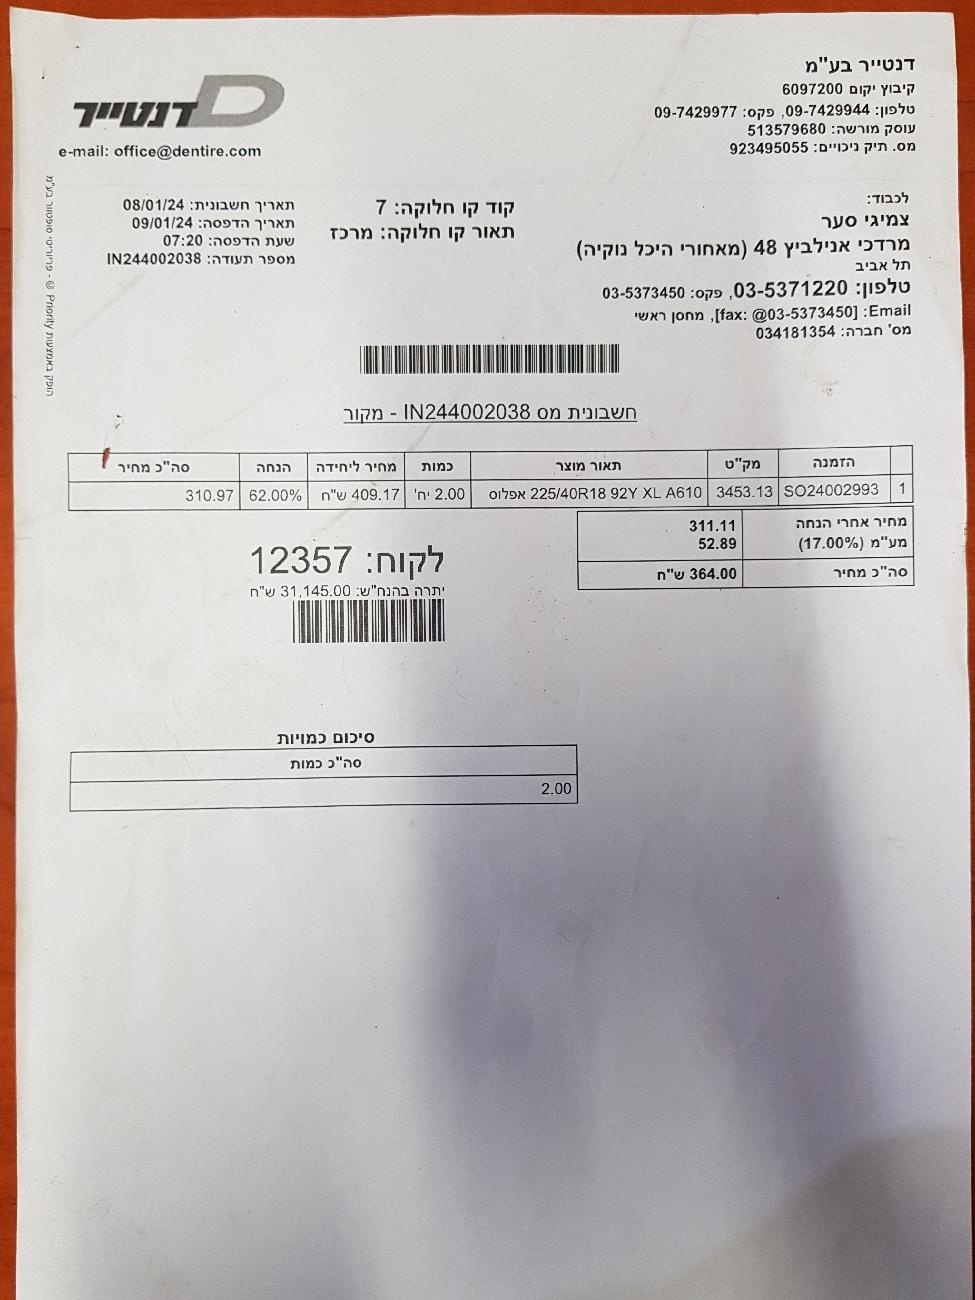 דנטייר בע"מ
קיבוץ יקום 6097200
טלפון: 09-7429944, פקס: 09-7429977
עוסק מורשה: 513579680
מס. תיק ניכויים: 923495055
דנטייר
e-mail: office@dentire.com
לכבוד:
צמיגי סער
מרדכי אנילביץ 48 (מאחורי היכל נוקיה)
תל אביב
טלפון: 03-5371220, פקס: 03-5373450
Email: [fax: @03-5373450], מחסן ראשי
מס' חברה: 034181354
קוד קו חלוקה: 7
תאור קו חלוקה: מרכז
תאריך חשבונית: 08/01/24
תאריך הדפסה: 09/01/24
שעת הדפסה: 07:20
מספר תעודה: IN244002038
הופק באמצעות Priority © - פריוריטי סופטוור בע"מ
חשבונית מס IN244002038 - מקור
הזמנה מק"ט תאור מוצר כמות מחיר ליחידה הנחה סה"כ מחיר
1 SO24002993 3453.13 225/40R18 92Y XL A610 אפלוס 2.00 יח' 409.17 ש"ח 62.00% 310.97
מחיר אחרי הנחה 311.11
מע"מ (17.00%) 52.89
סה"כ מחיר 364.00 ש"ח
לקוח: 12357
יתרה בהנח"ש: 31,145.00 ש"ח
סיכום כמויות
סה"כ כמות
2.00